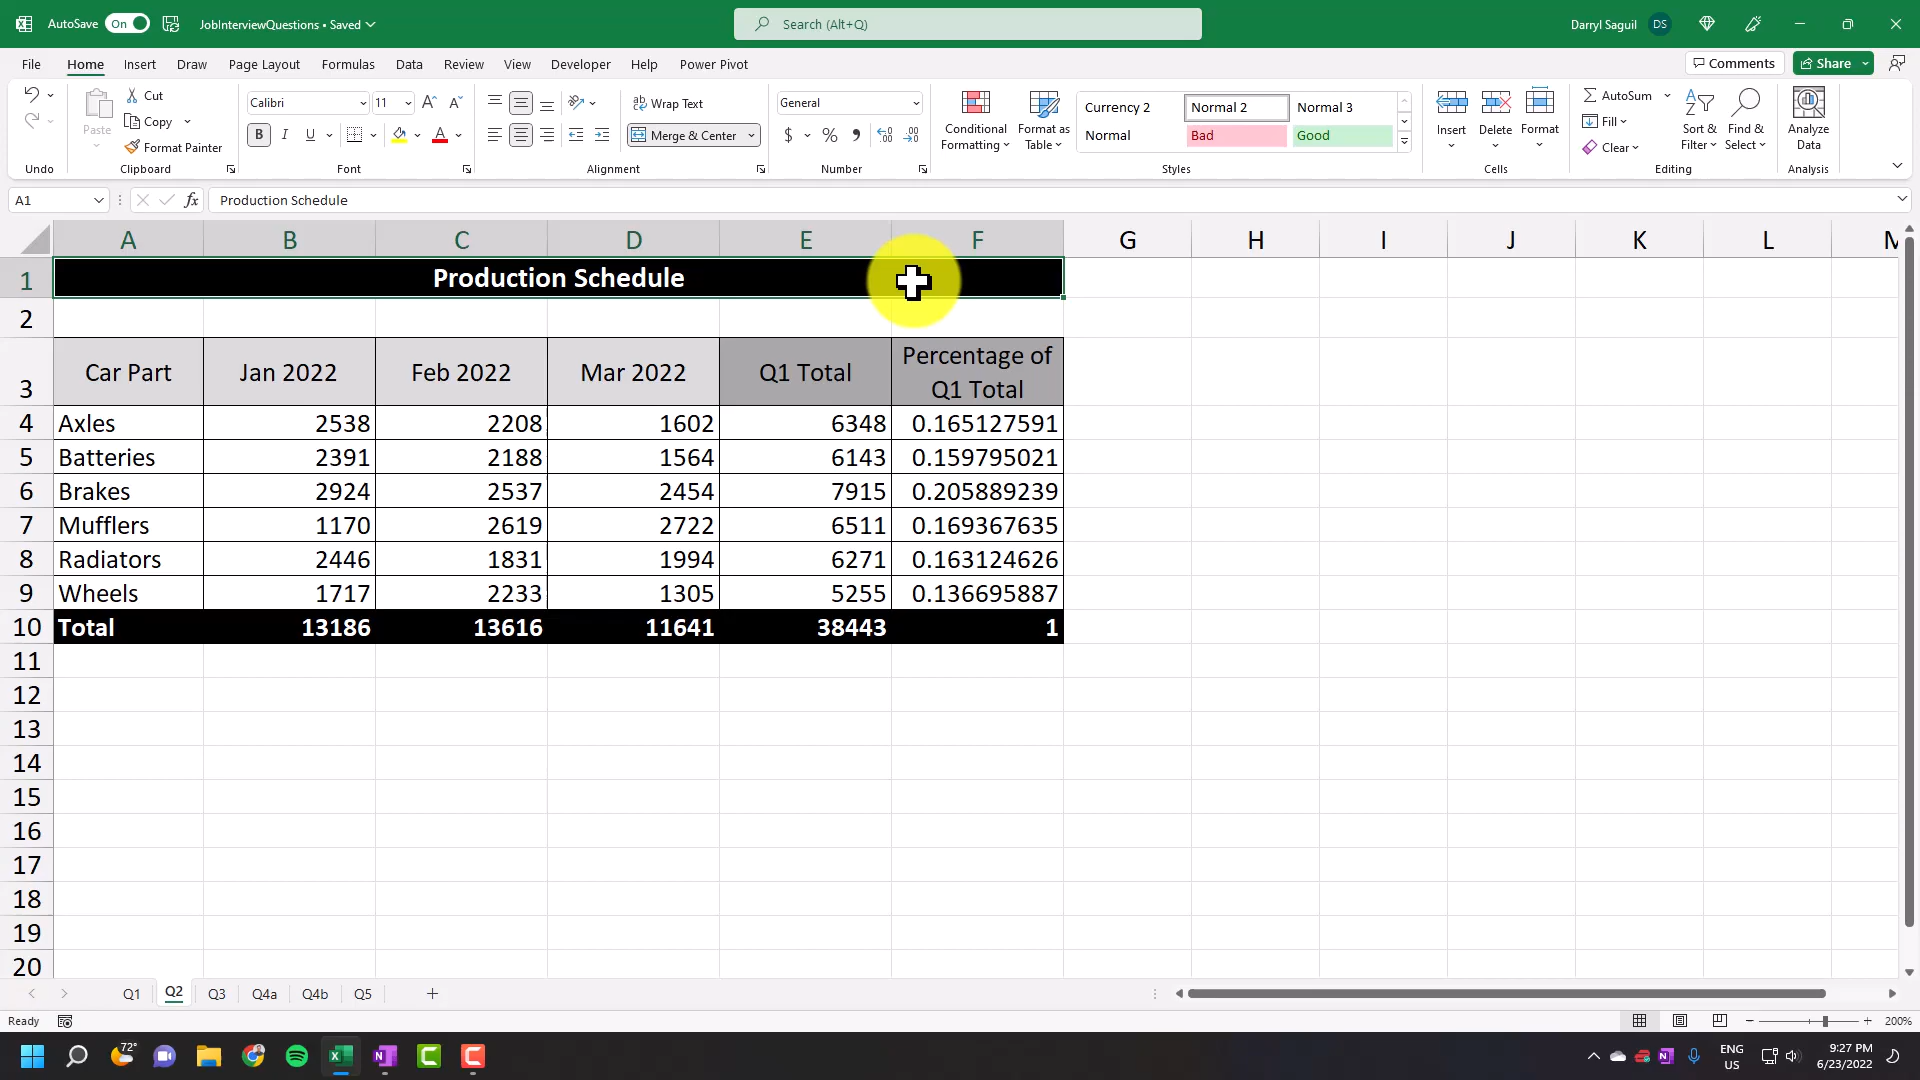 AutoSave On JobInterviewQuestions • Saved Search (Alt+Q) Darryl Saguil DS
File Home Insert Draw Page Layout Formulas Data Review View Developer Help Power Pivot Comments Share
Paste Cut Copy Format Painter
Calibri 11 B I U A
Wrap Text Merge & Center
General $ %
Conditional Formatting Format as Table
Currency 2 Normal 2 Normal 3
Normal Bad Good
Insert Delete Format
AutoSum Fill Clear
Sort & Filter Find & Select Analyze Data
Undo Clipboard Font Alignment Number Styles Cells Editing Analysis
A1 fx Production Schedule
A B C D E F G H I J K L M
1 Production Schedule
2
3 Car Part Jan 2022 Feb 2022 Mar 2022 Q1 Total Percentage of Q1 Total
4 Axles 2538 2208 1602 6348 0.165127591
5 Batteries 2391 2188 1564 6143 0.159795021
6 Brakes 2924 2537 2454 7915 0.205889239
7 Mufflers 1170 2619 2722 6511 0.169367635
8 Radiators 2446 1831 1994 6271 0.163124626
9 Wheels 1717 2233 1305 5255 0.136695887
10 Total 13186 13616 11641 38443 1
11
12
13
14
15
16
17
18
19
20
Q1 Q2 Q3 Q4a Q4b Q5
Ready 200%
72° ENG US 9:27 PM 6/23/2022